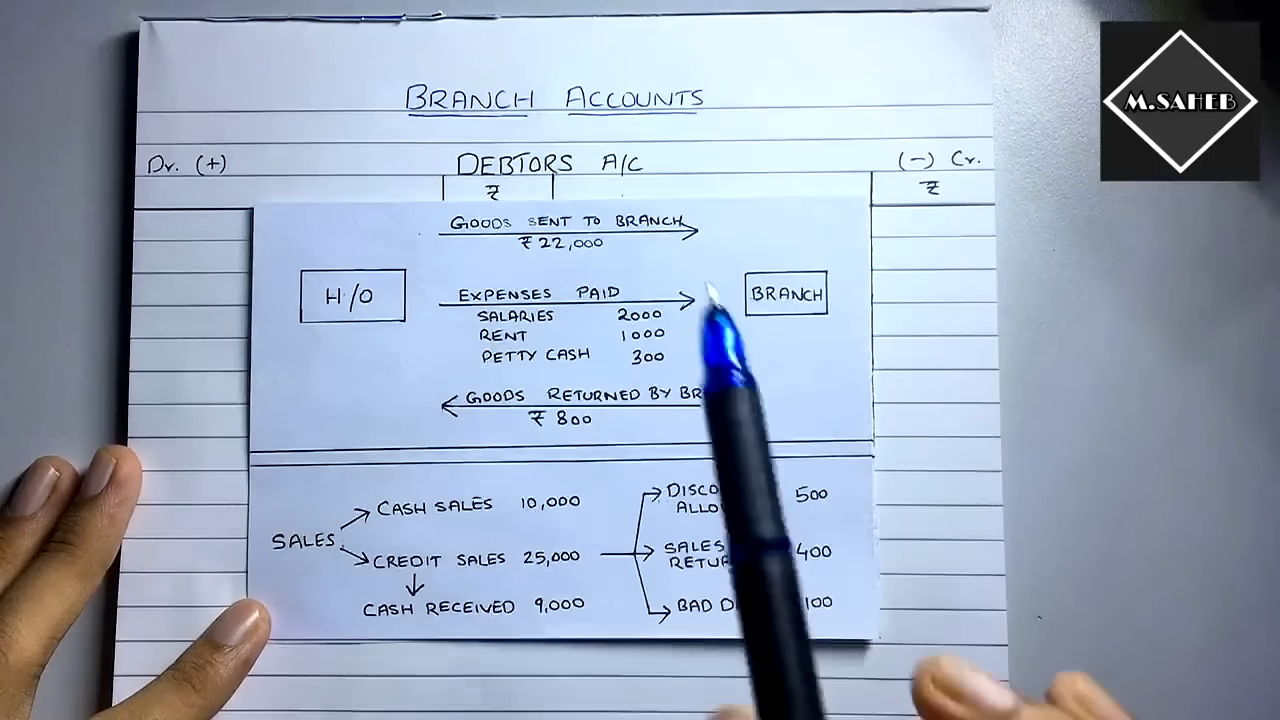 BRANCH ACCOUNTS
M.SAHEB
Dr. (+) DEBTORS A/C (-) Cr.
₹ ₹
GOODS SENT TO BRANCH
₹ 22,000
H/O EXPENSES PAID BRANCH
SALARIES 2000
RENT 1000
PETTY CASH 300
GOODS RETURNED BY
₹ 800
CASH SALES 10,000
SALES
CREDIT SALES 25,000
CASH RECEIVED 9,000
500
SALES 400
BAD 100